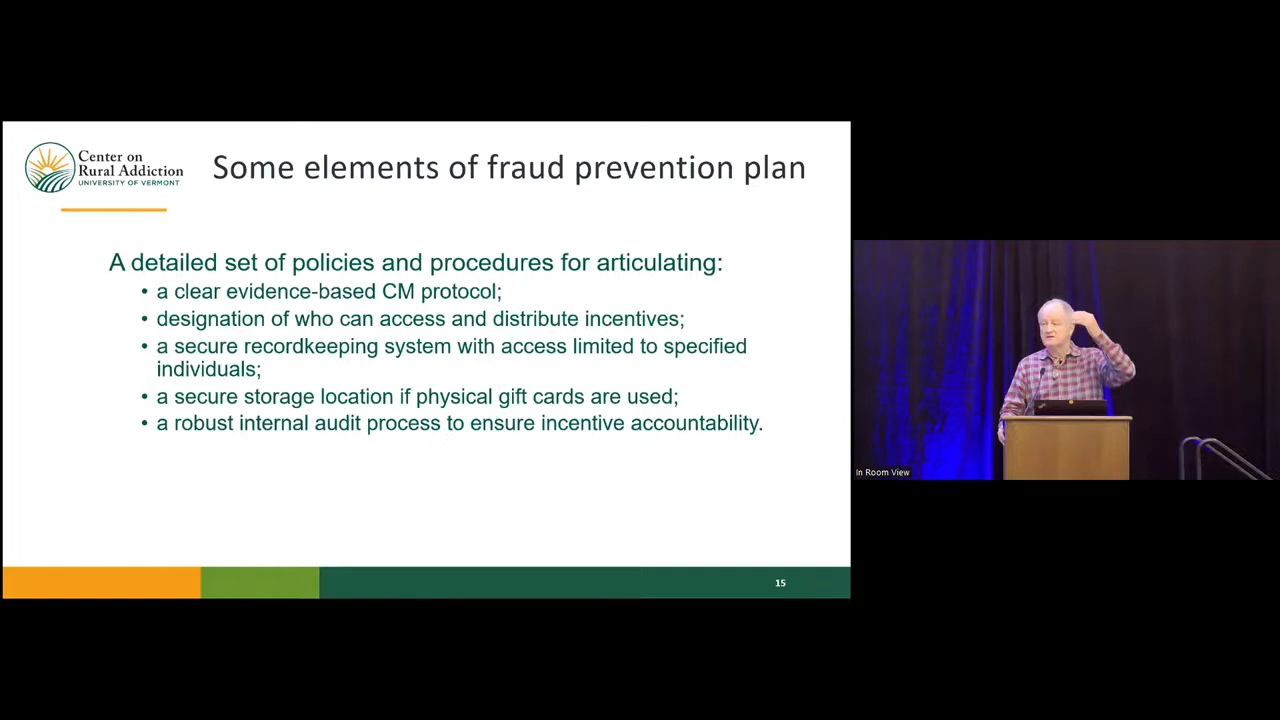 Center on
Rural Addiction
UNIVERSITY OF VERMONT
Some elements of fraud prevention plan
A detailed set of policies and procedures for articulating:
• a clear evidence-based CM protocol;
• designation of who can access and distribute incentives;
• a secure recordkeeping system with access limited to specified
individuals;
• a secure storage location if physical gift cards are used;
• a robust internal audit process to ensure incentive accountability.
15
In Room View